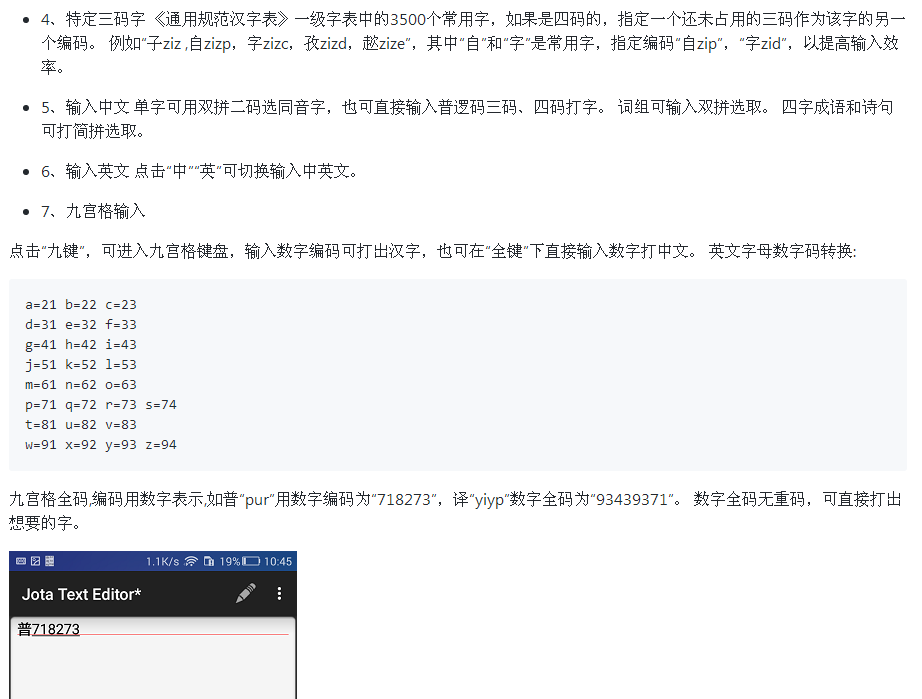 4、特定三码字 《通用规范汉字表》一级字表中的3500个常用字，如果是四码的，指定一个还未占用的三码作为该字的另一
个编码。 例如“子ziz ,自zizp，字zizc，孜zizd，趑zize”，其中“自”和“字”是常用字，指定编码“自zip”，“字zid”，以提高输入效
率。
5、输入中文 单字可用双拼二码选同音字，也可直接输入普逻码三码、四码打字。 词组可输入双拼选取。 四字成语和诗句
可打简拼选取。
6、输入英文 点击“中”“英”可切换输入中英文。
7、九宫格输入
点击“九键”，可进入九宫格键盘，输入数字编码可打出汉字，也可在“全键”下直接输入数字打中文。 英文字母数字码转换:
a=21 b=22 c=23
d=31 e=32 f=33
g=41 h=42 i=43
j=51 k=52 l=53
m=61 n=62 o=63
p=71 q=72 r=73 s=74
t=81 u=82 v=83
w=91 x=92 y=93 z=94
九宫格全码,编码用数字表示,如普“pur”用数字编码为“718273”，译“yiyp”数字全码为“93439371”。 数字全码无重码，可直接打出
想要的字。
1.1K/s 19% 10:45
Jota Text Editor*
普718273